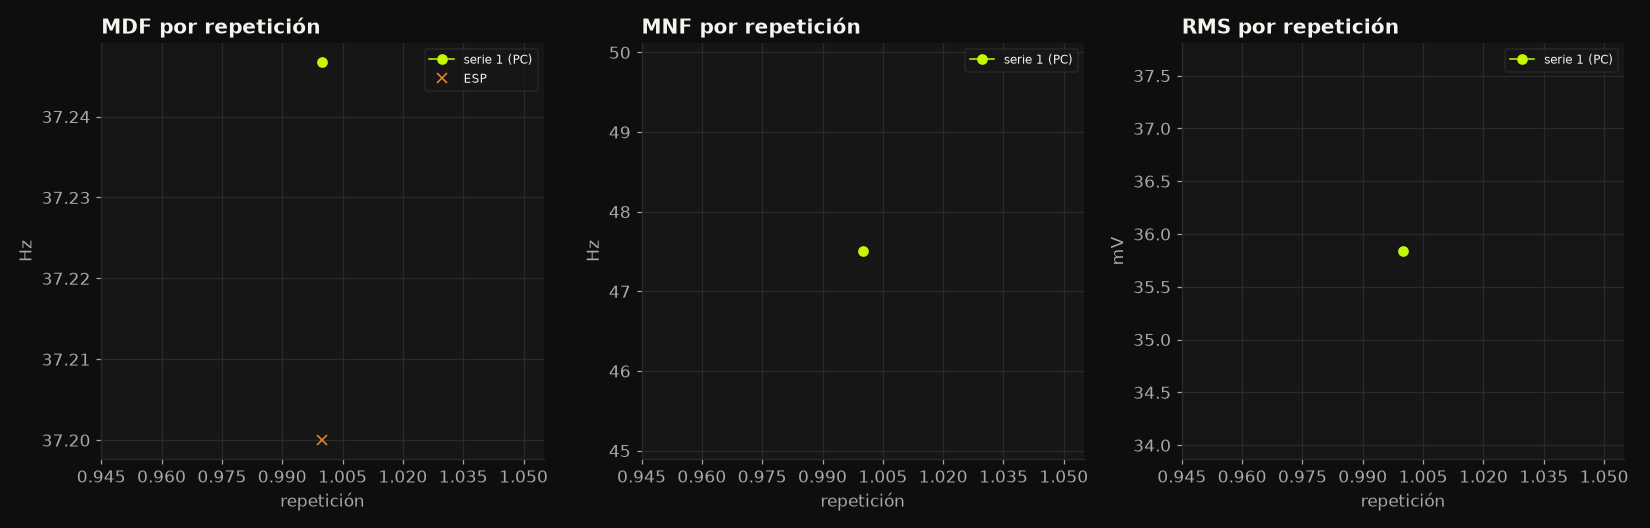 MDF por repetición
serie 1 (PC)
ESP
37.24
37.23
37.22
37.21
37.20
Hz
0.945 0.960 0.975 0.990 1.005 1.020 1.035 1.050
repetición
MNF por repetición
serie 1 (PC)
50
49
48
47
46
45
Hz
0.945 0.960 0.975 0.990 1.005 1.020 1.035 1.050
repetición
RMS por repetición
serie 1 (PC)
37.5
37.0
36.5
36.0
35.5
35.0
34.5
34.0
mV
0.945 0.960 0.975 0.990 1.005 1.020 1.035 1.050
repetición